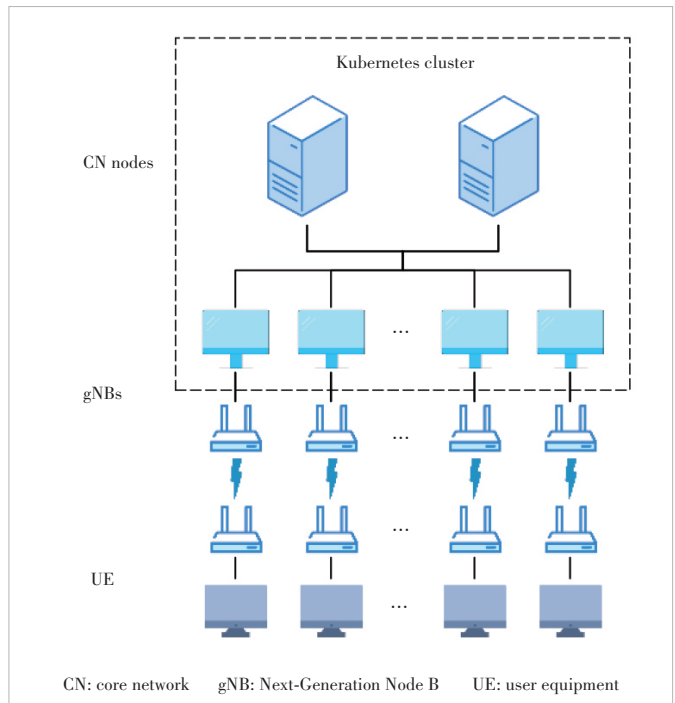 Kubernetes cluster
CN nodes
...
gNBs
...
...
UE
...
CN: core network gNB: Next-Generation Node B UE: user equipment